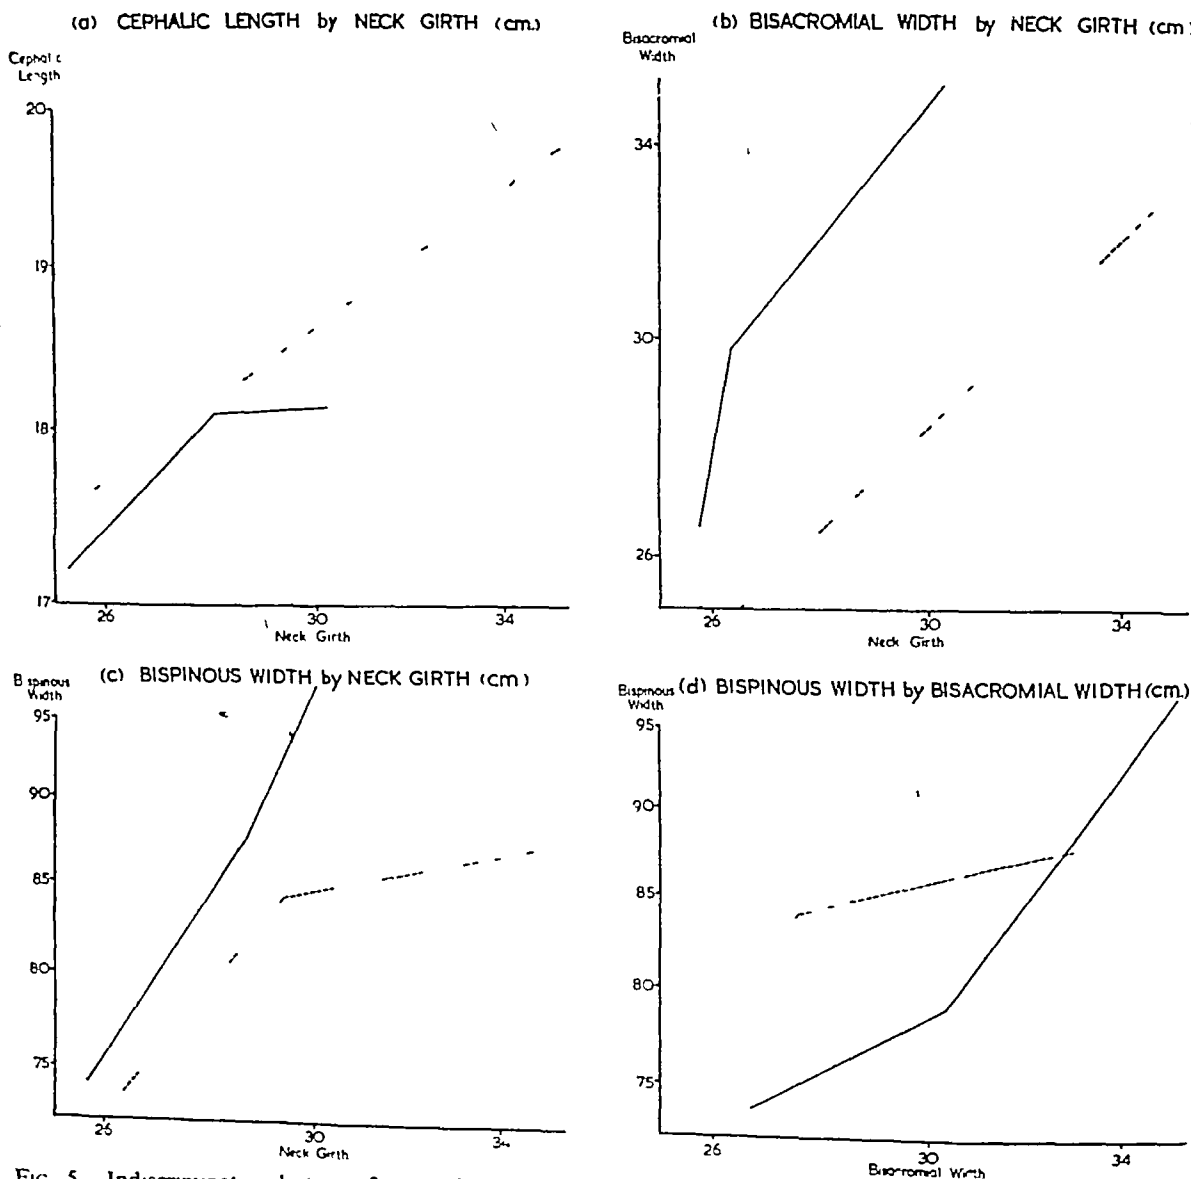 (a) CEPHALIC LENGTH by NECK GIRTH (cm.)
(b) BISACROMIAL WIDTH by NECK GIRTH (cm)
Cephalic
Length
Bisacromial
Width
20
19
18
17
26
30
34
Neck Girth
34
30
26
26
30
34
Neck Girth
(c) BISPINOUS WIDTH by NECK GIRTH (cm)
(d) BISPINOUS WIDTH by BISACROMIAL WIDTH (cm.)
Bispinous
Width
Bispinous
Width
95
90
85
80
75
26
30
34
Neck Girth
95
90
85
80
75
26
30
34
Bisacromial Width
FIG 5